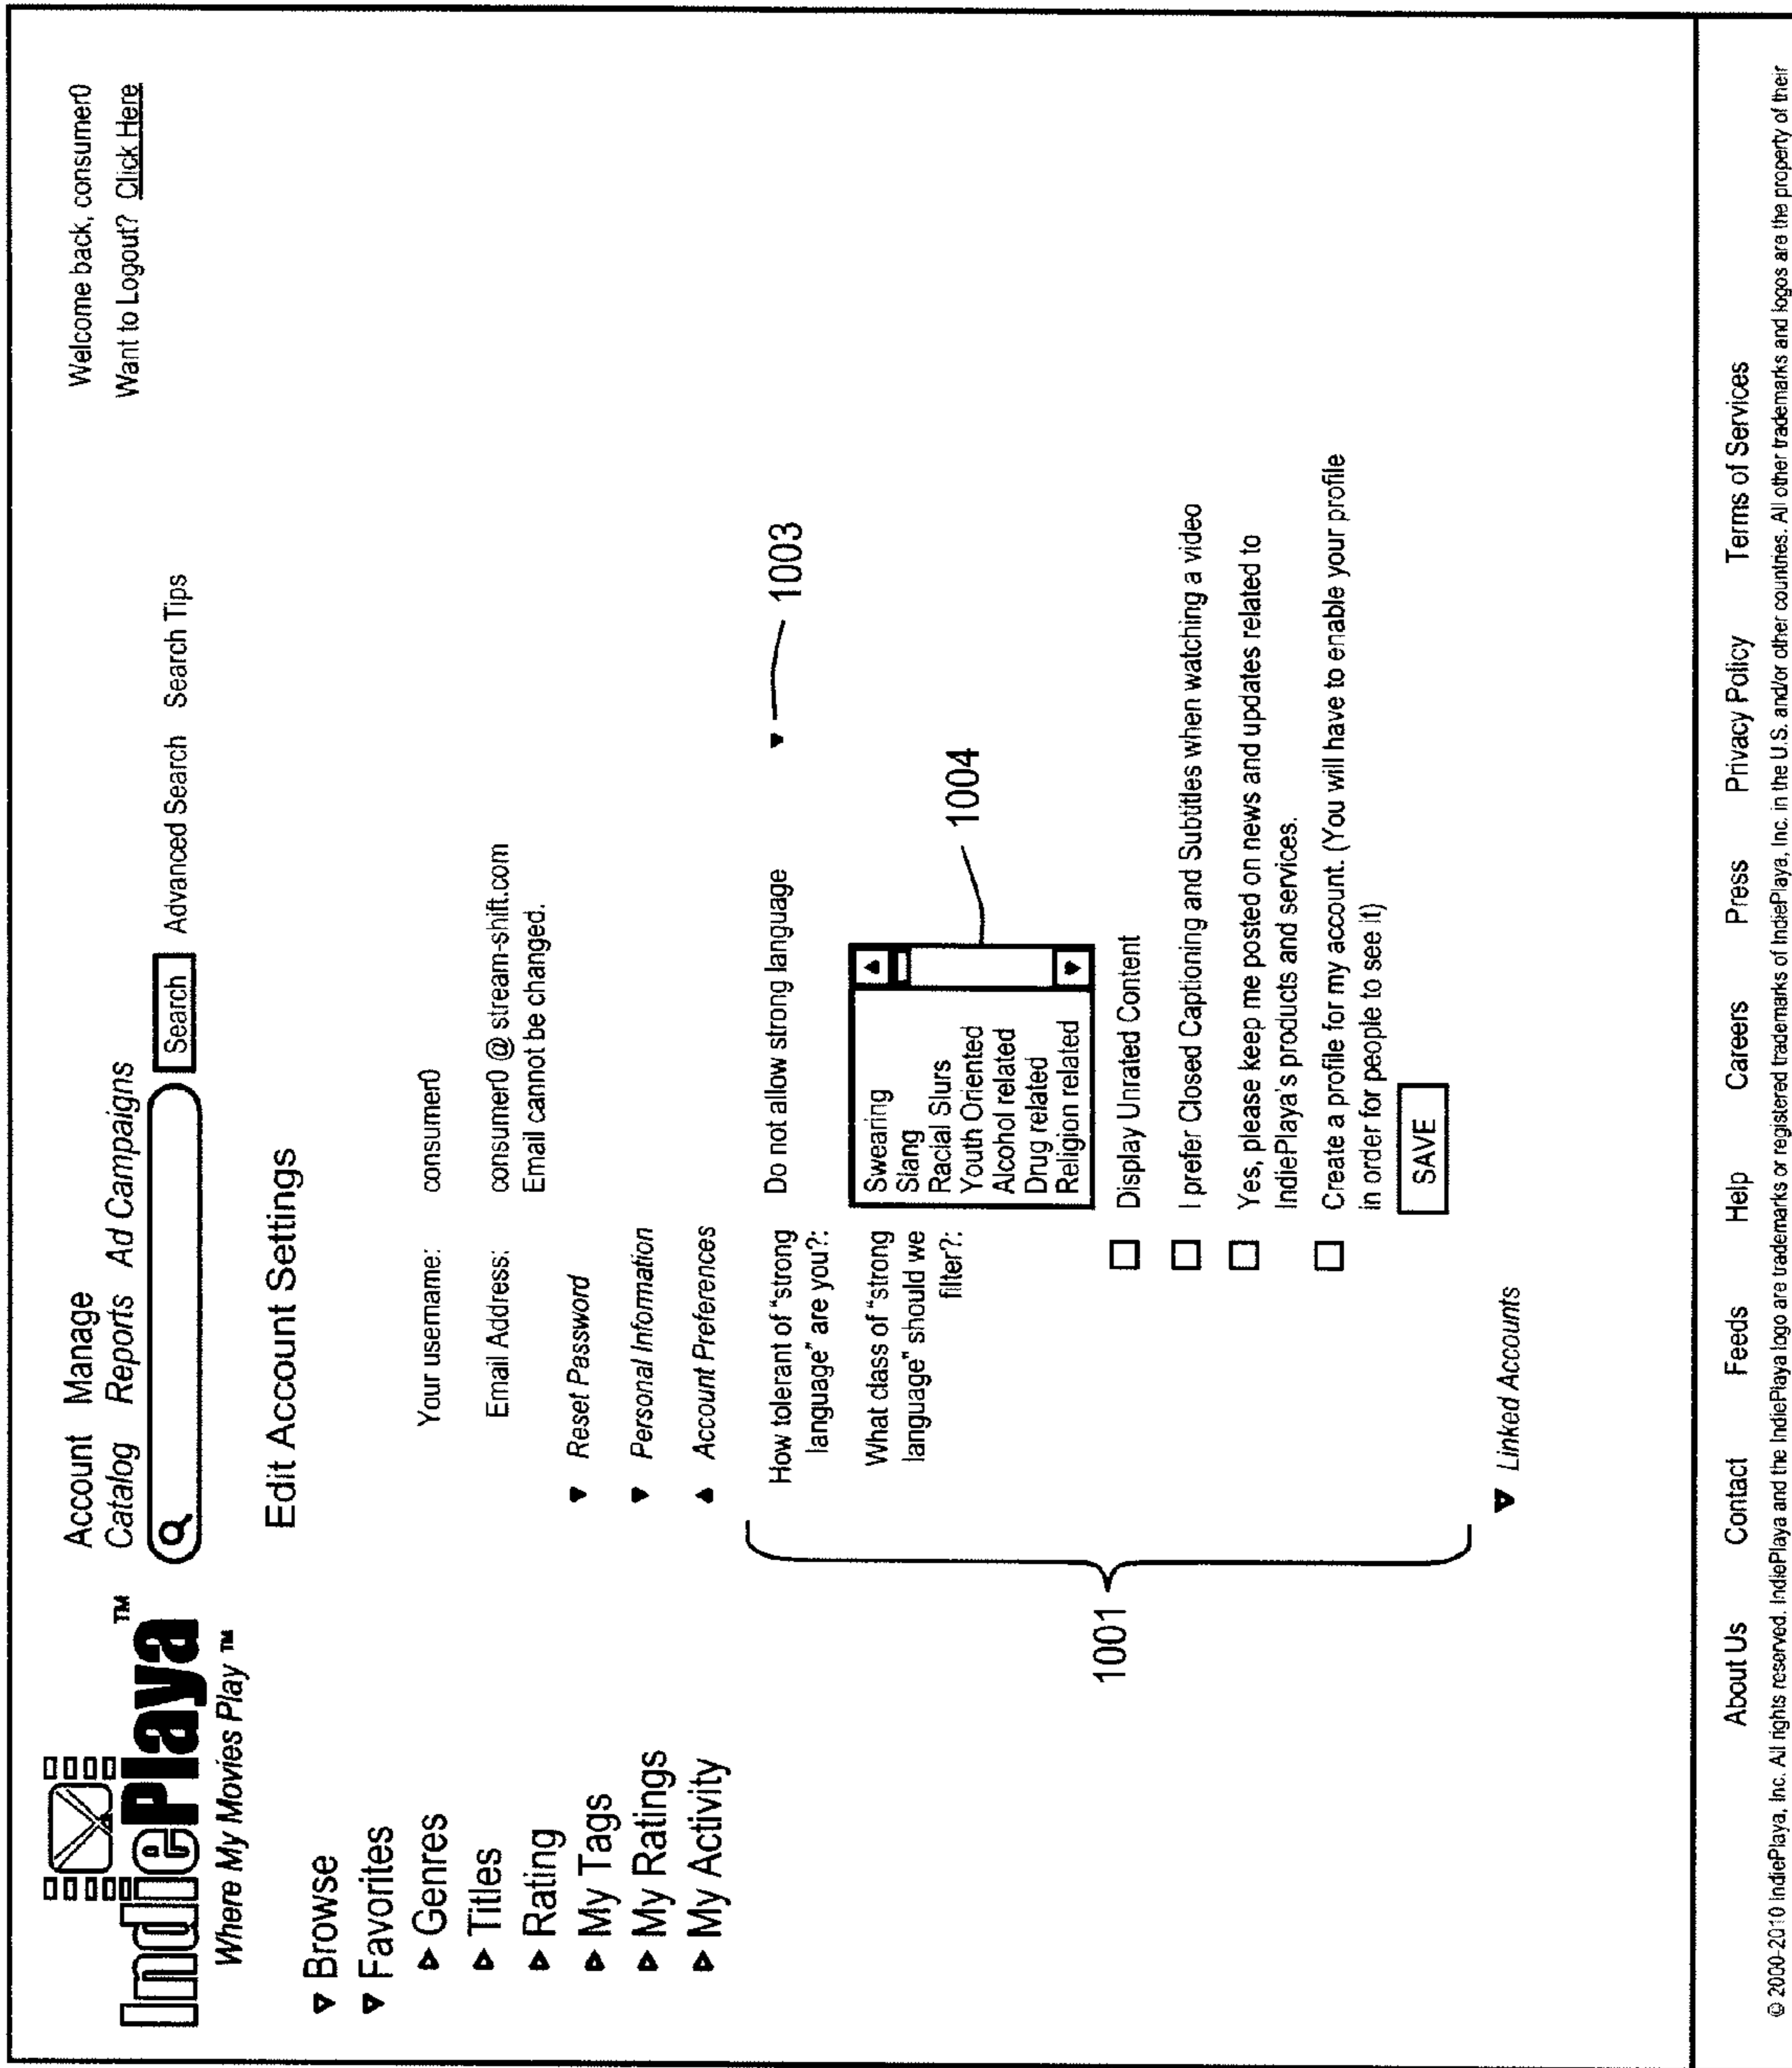 IndiePlaya™
Where My Movies Play ™
Account Manage
Catalog Reports Ad Campaigns
Search Advanced Search Search Tips
Welcome back, consumer0
Want to Logout? Click Here
Browse
Favorites
Genres
Titles
Rating
My Tags
My Ratings
My Activity
Edit Account Settings
Your username: consumer0
Email Address: consumer0 @ stream-shift.com
Email cannot be changed.
Reset Password
Personal Information
Account Preferences
1001
How tolerant of "strong
language" are you?:
Do not allow strong language
1003
What class of "strong
language" should we
filter?:
Swearing
Slang
Racial Slurs
Youth Oriented
Alcohol related
Drug related
Religion related
1004
Display Unrated Content
I prefer Closed Captioning and Subtitles when watching a video
Yes, please keep me posted on news and updates related to
IndiePlaya's products and services.
Create a profile for my account. (You will have to enable your profile
in order for people to see it)
SAVE
Linked Accounts
About Us Contact Feeds Help Careers Press Privacy Policy Terms of Services
© 2000-2010 IndiePlaya, Inc. All rights reserved. IndiePlaya and the IndiePlaya logo are trademarks or registered trademarks of IndiePlaya, Inc. in the U.S. and/or other countries. All other trademarks and logos are the property of their